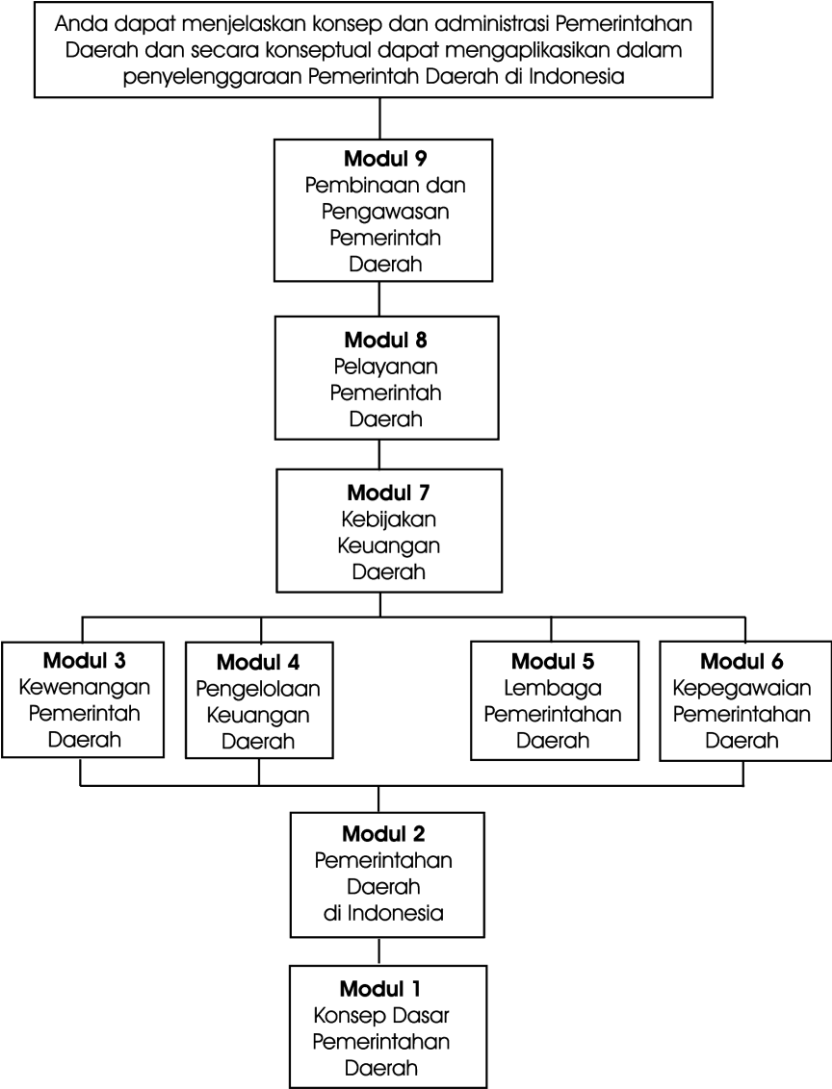 Anda dapat menjelaskan konsep dan administrasi Pemerintahan
Daerah dan secara konseptual dapat mengaplikasikan dalam
penyelenggaraan Pemerintah Daerah di Indonesia
Modul 9
Pembinaan dan
Pengawasan
Pemerintah
Daerah
Modul 8
Pelayanan
Pemerintah
Daerah
Modul 7
Kebijakan
Keuangan
Daerah
Modul 3
Kewenangan
Pemerintah
Daerah
Modul 4
Pengelolaan
Keuangan
Daerah
Modul 5
Lembaga
Pemerintahan
Daerah
Modul 6
Kepegawaian
Pemerintahan
Daerah
Modul 2
Pemerintahan
Daerah
di Indonesia
Modul 1
Konsep Dasar
Pemerintahan
Daerah